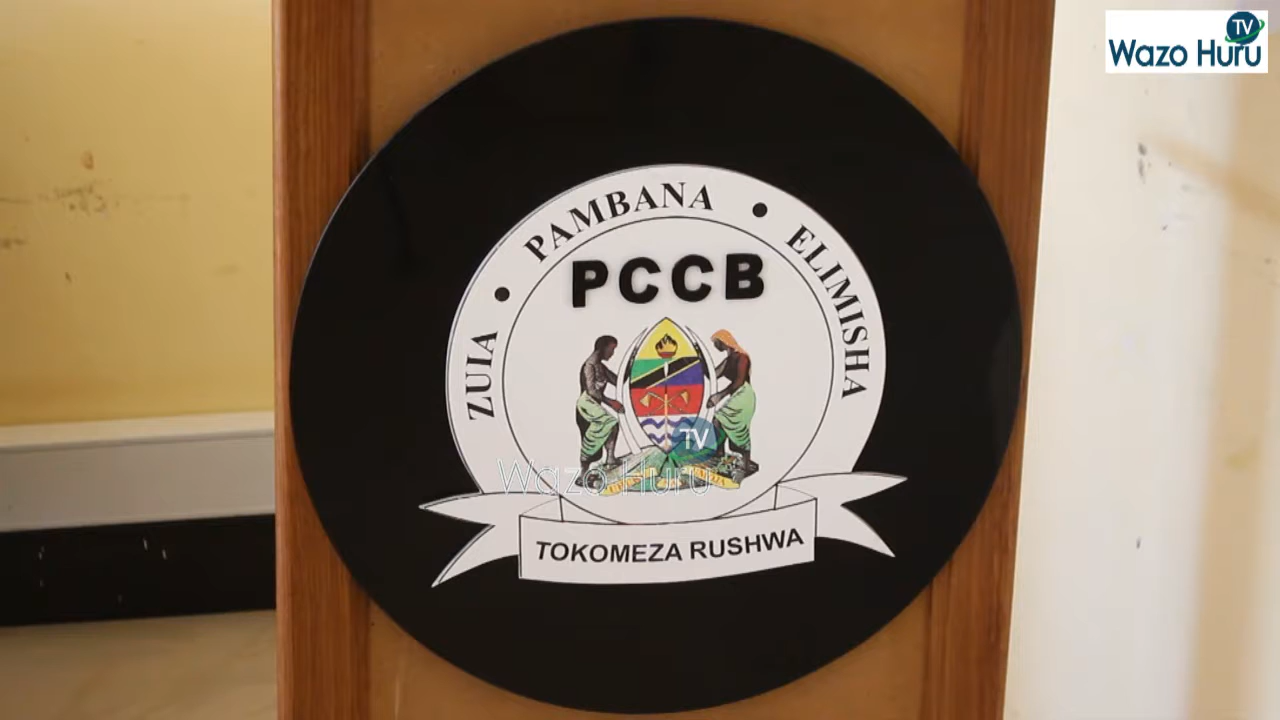 TV
Wazo Huru
ZUIA • PAMBANA • ELIMISHA
PCCB
TV
Wazo Huru
TOKOMEZA RUSHWA